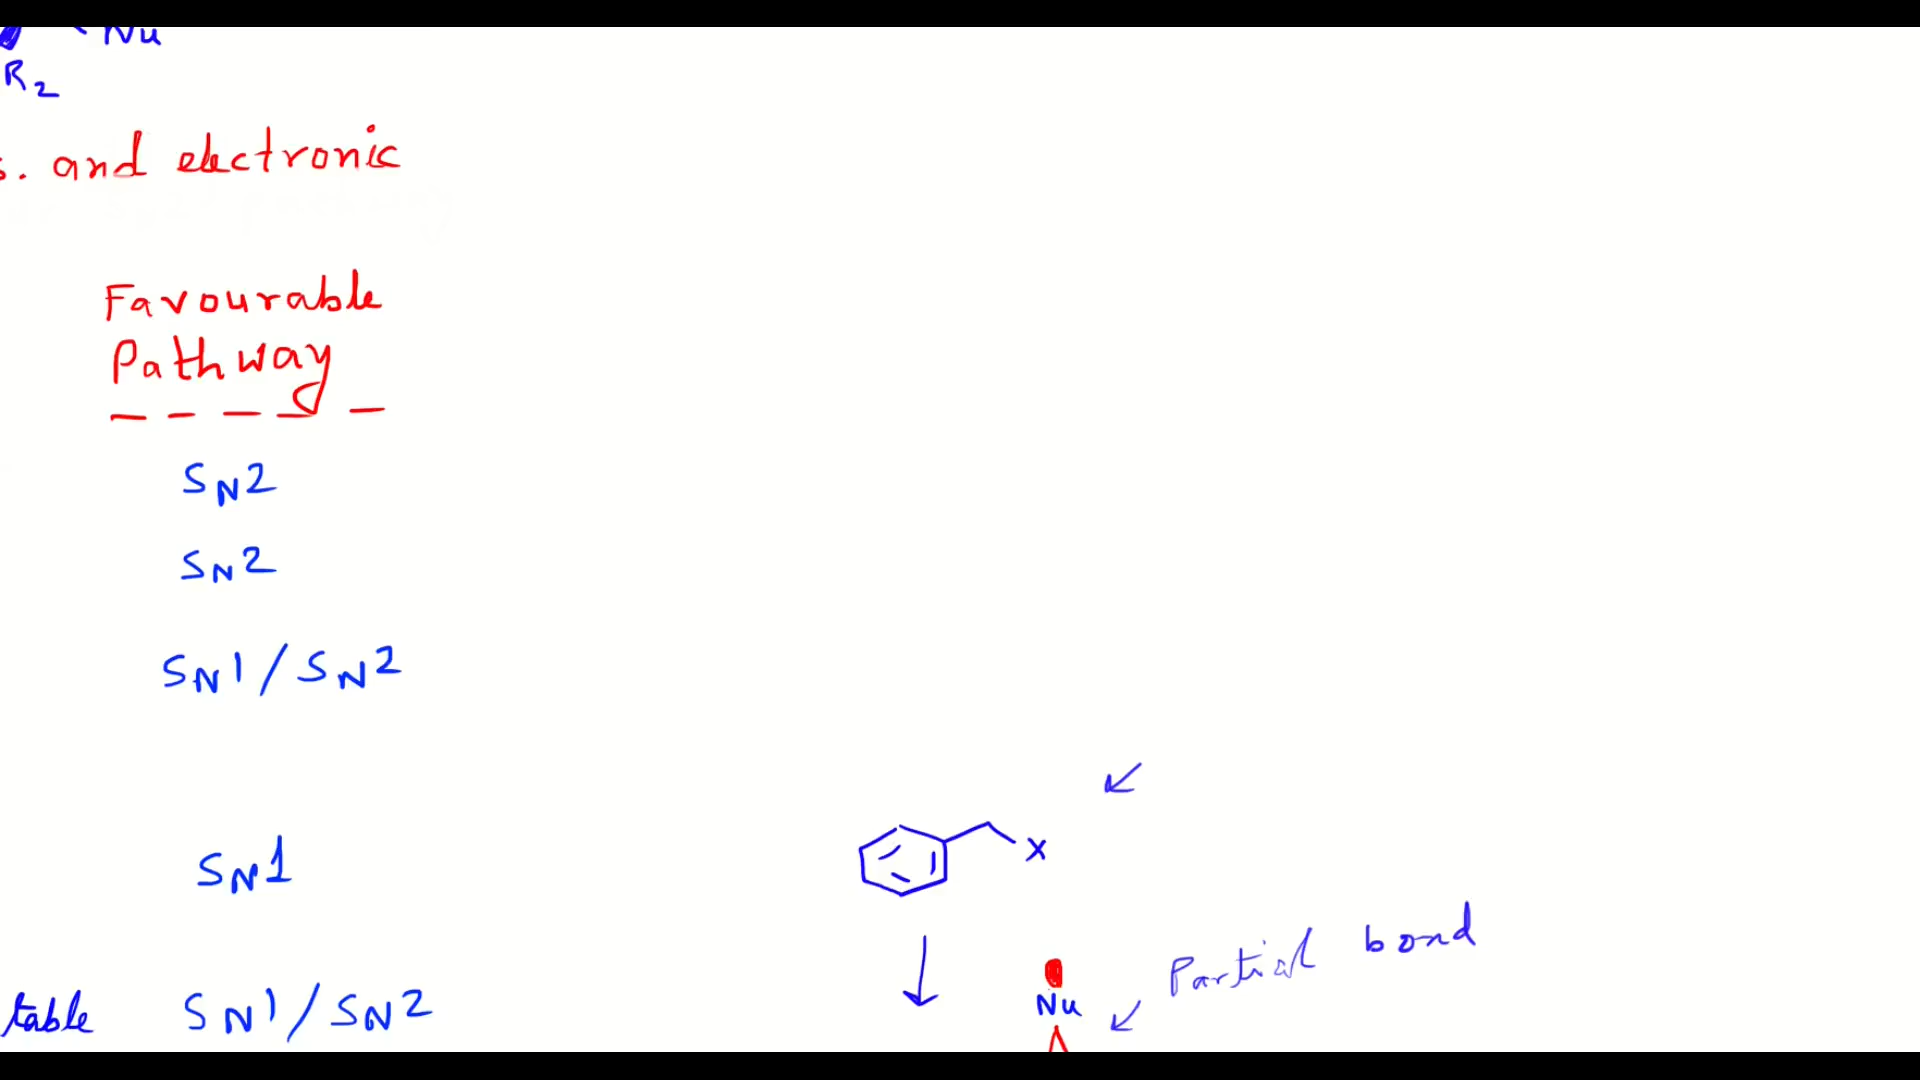 Nu
R2
s. and electronic
Favourable
Pathway
SN2
SN2
SN1/SN2
X
SN1
Partial bond
Nu
table SN1/SN2